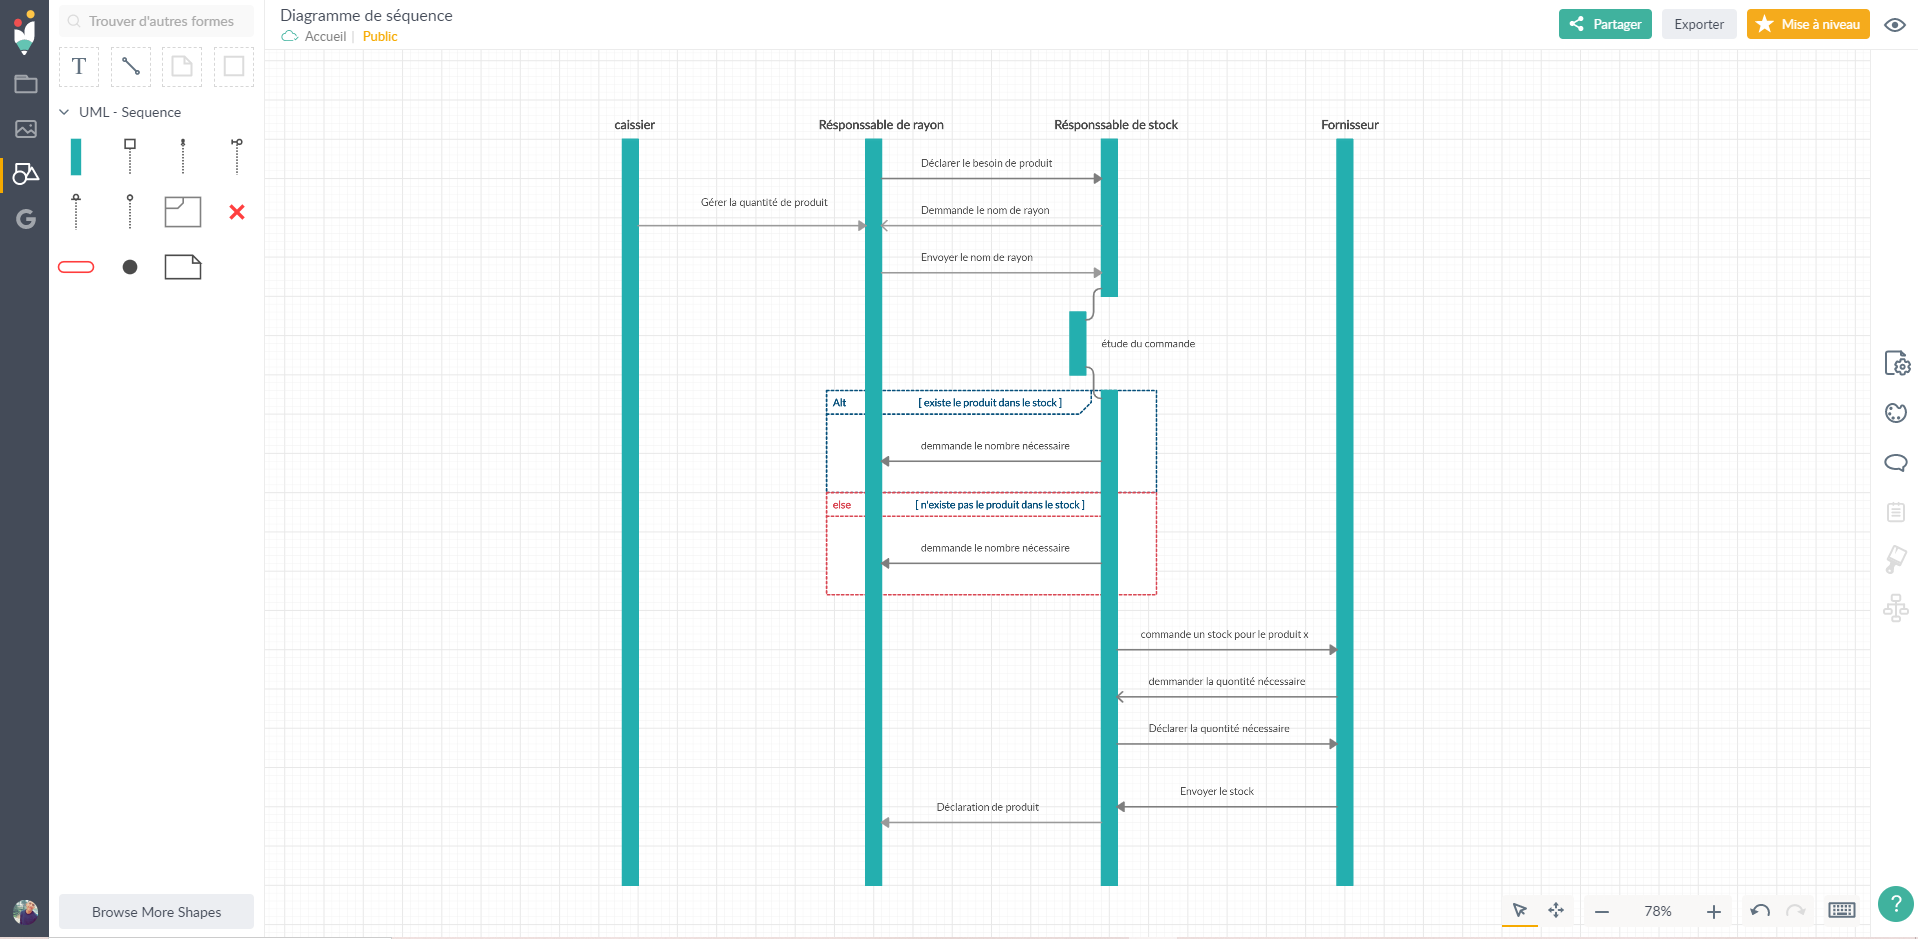 Trouver d'autres formes
T
UML - Sequence
Browse More Shapes
Diagramme de séquence
Accueil | Public
Partager
Exporter
Mise à niveau
caissier
Résponssable de rayon
Résponssable de stock
Fornisseur
Déclarer le besoin de produit
Gérer la quantité de produit
Demmande le nom de rayon
Envoyer le nom de rayon
étude du commande
Alt
[ existe le produit dans le stock ]
demmande le nombre nécessaire
else
[ n'existe pas le produit dans le stock ]
demmande le nombre nécessaire
commande un stock pour le produit x
demmander la quontité nécessaire
Déclarer la quontité nécessaire
Envoyer le stock
Déclaration de produit
78%
?